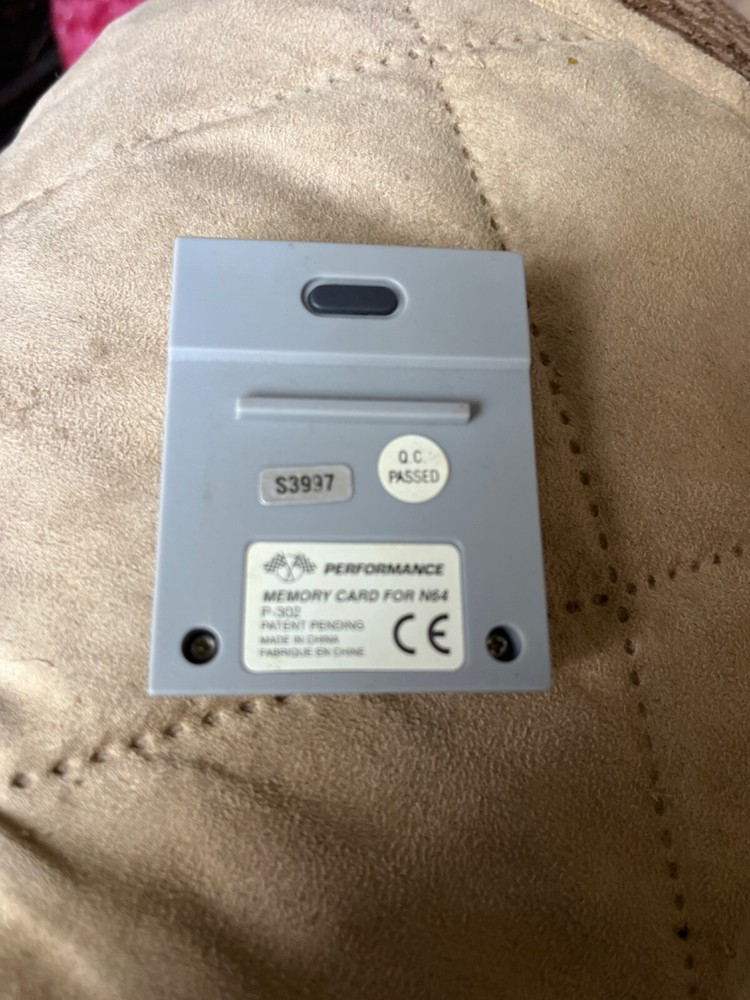 Q.C.
PASSED
S3997
PERFORMANCE
MEMORY CARD FOR N64
P-302
PATENT PENDING
MADE IN CHINA
FABRIQUE EN CHINE
CE